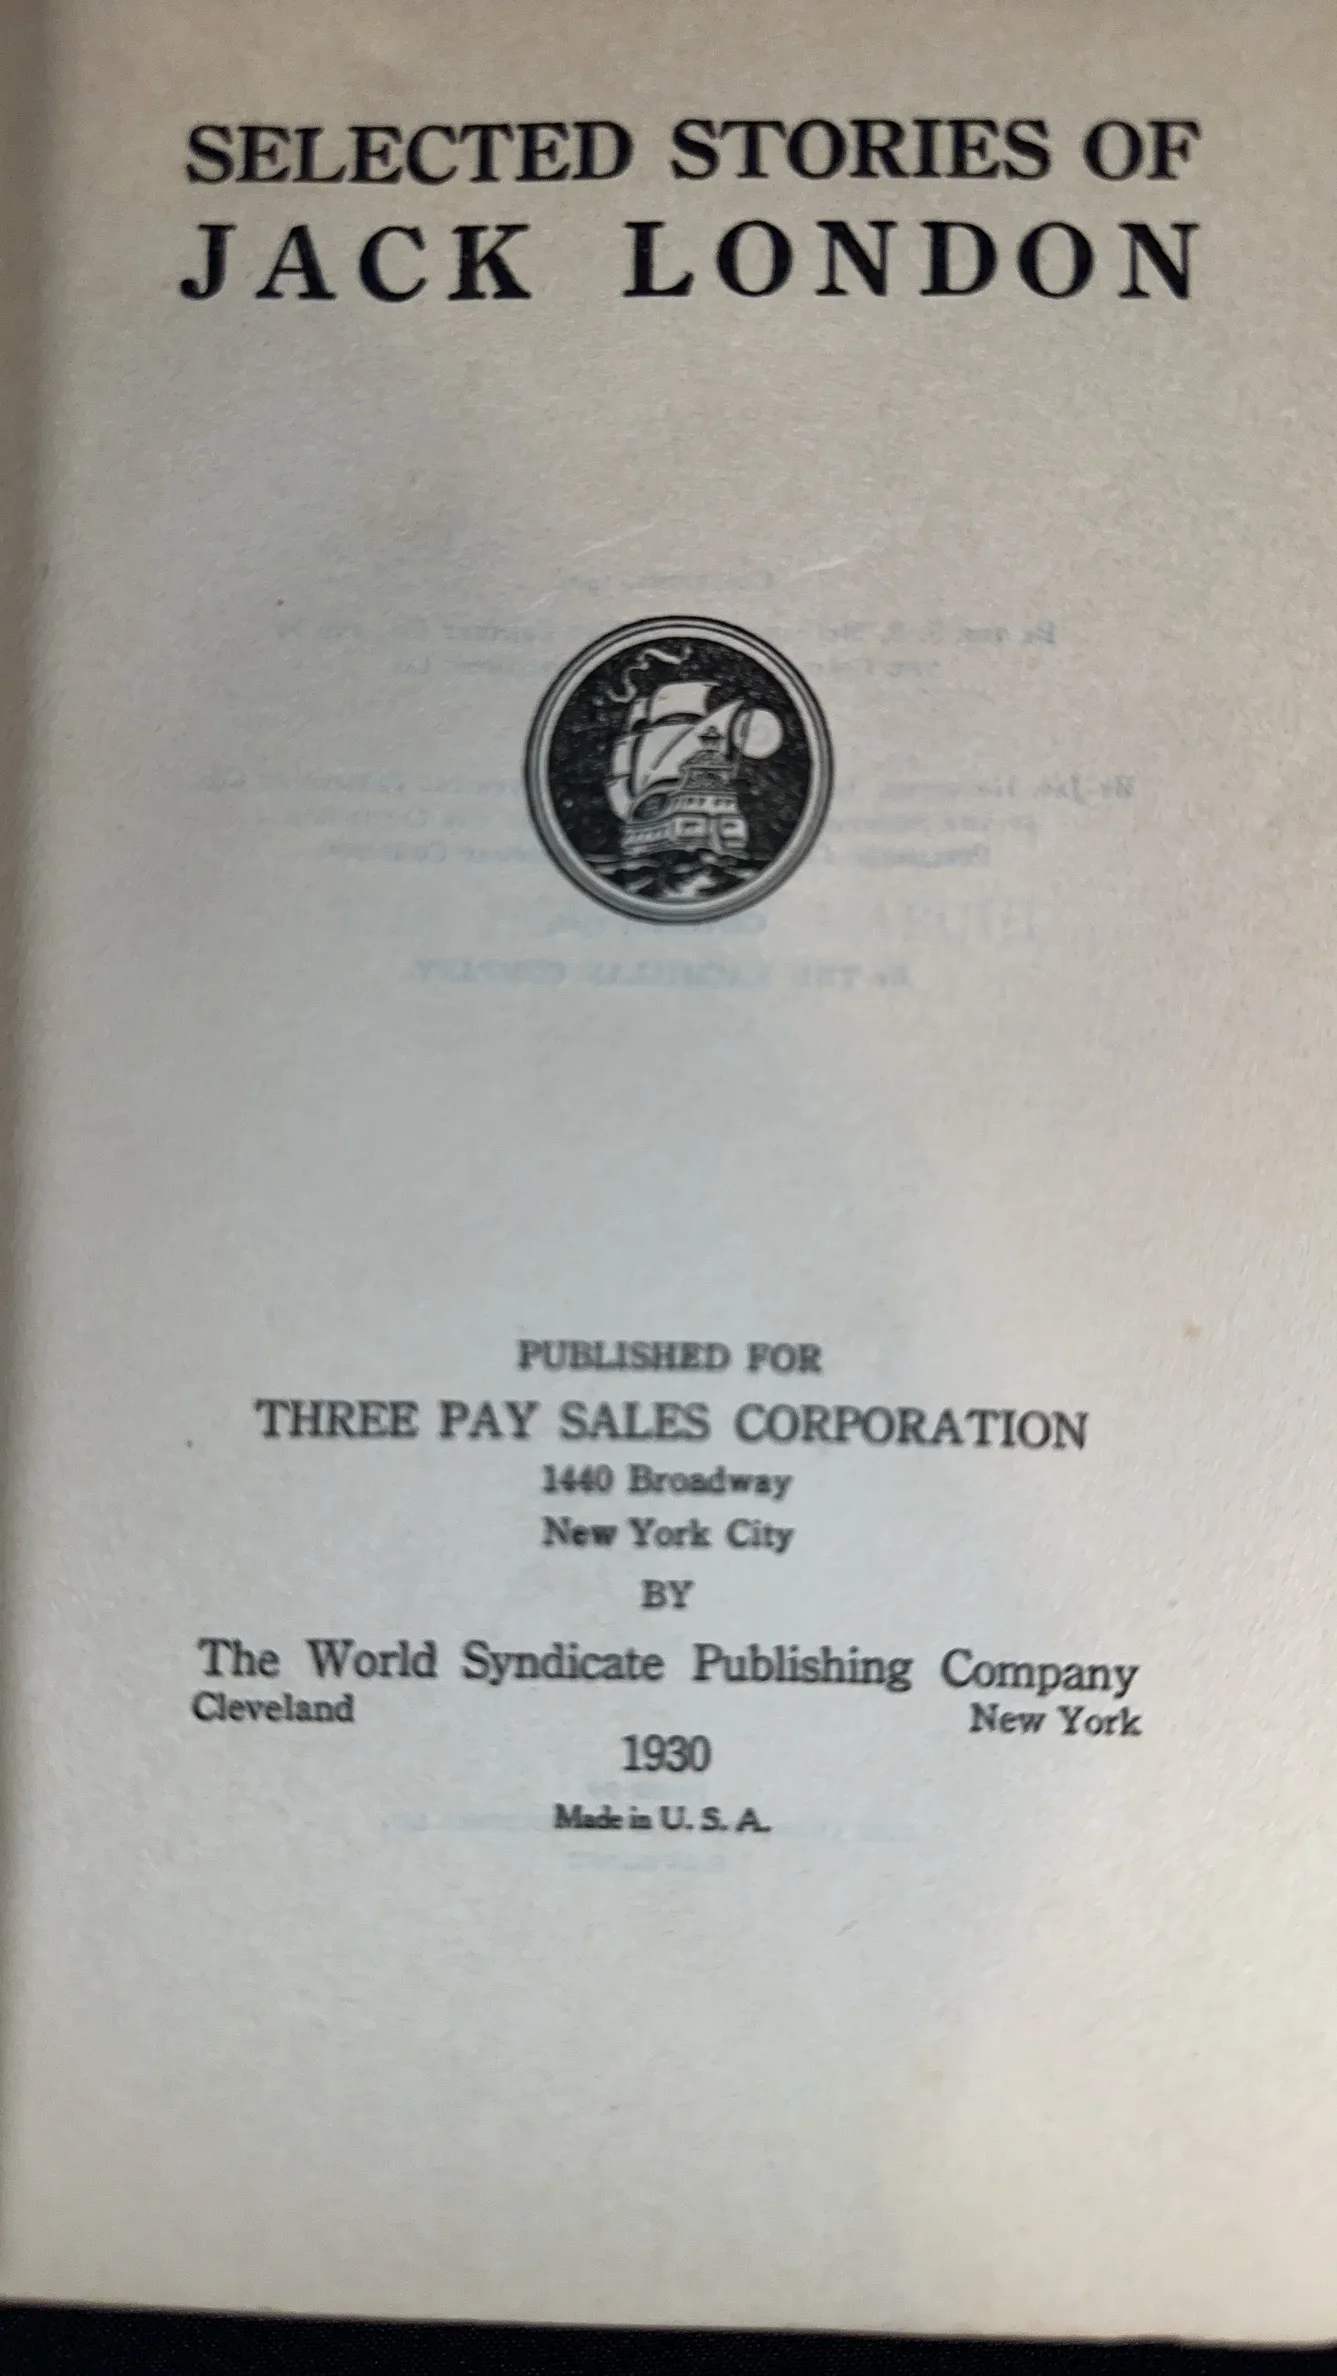 SELECTED STORIES OF
JACK LONDON
PUBLISHED FOR
THREE PAY SALES CORPORATION
1440 Broadway
New York City
BY
The World Syndicate Publishing Company
Cleveland New York
1930
Made in U. S. A.